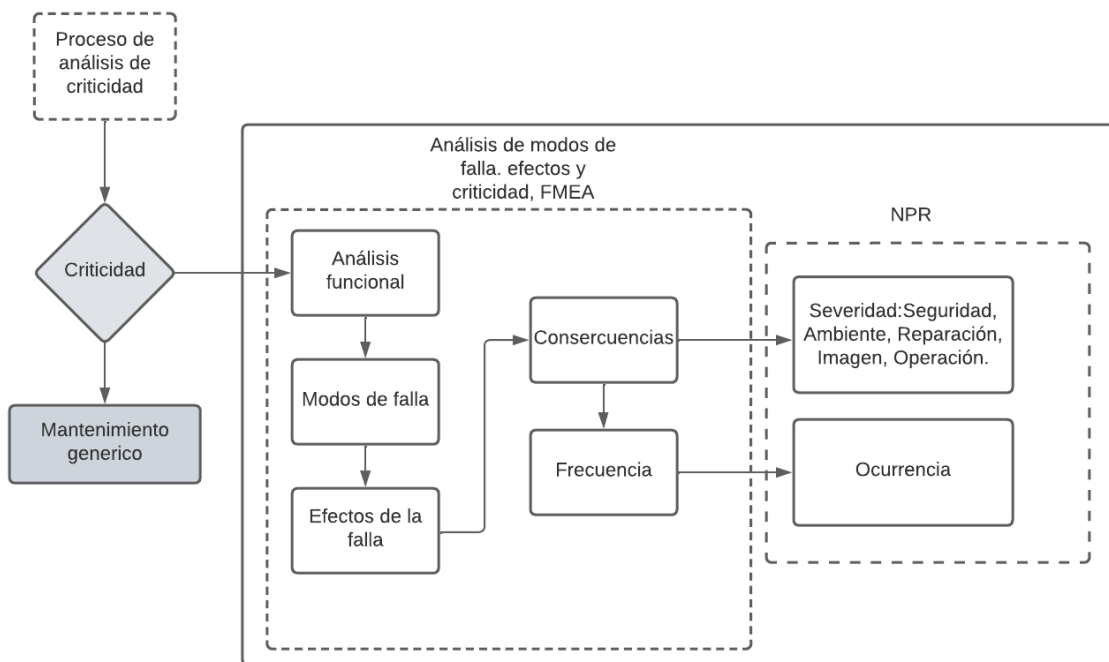 Proceso de
análisis de
criticidad
Criticidad
Mantenimiento
generico
Análisis de modos de
falla. efectos y
criticidad, FMEA
Análisis
funcional
Modos de falla
Efectos de la
falla
Consercuencias
Frecuencia
NPR
Severidad:Seguridad,
Ambiente, Reparación,
Imagen, Operación.
Ocurrencia